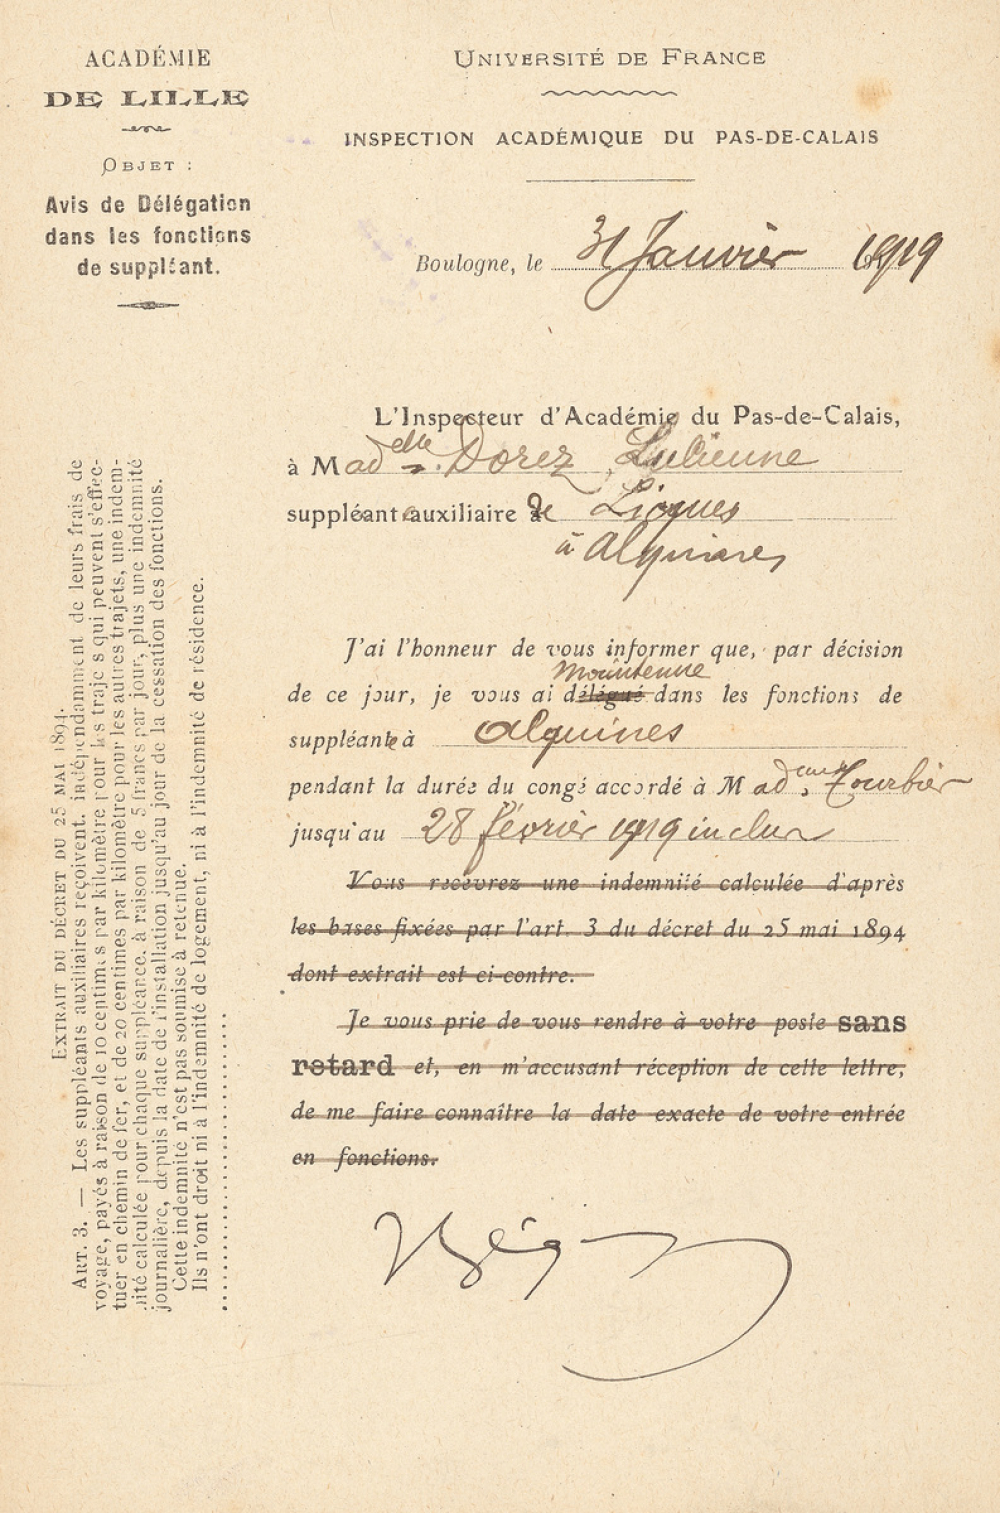 ACADÉMIE
DE LILLE
OBJET :
Avis de Délégation
dans les fonctions
de suppléant.
UNIVERSITÉ DE FRANCE
INSPECTION ACADÉMIQUE DU PAS-DE-CALAIS
Boulogne, le 31 Janvier 1919
L'Inspecteur d'Académie du Pas-de-Calais,
à Madelle Dorez Lucienne
suppléante auxiliaire de Licques
à Alquines
J'ai l'honneur de vous informer que, par décision
maintenue
de ce jour, je vous ai délégué dans les fonctions de
suppléante à Alquines
pendant la durée du congé accordé à Madame Tourbier
jusqu'au 28 février 1919 inclus
Vous recevrez une indemnité calculée d'après
les bases fixées par l'art. 3 du décret du 25 mai 1894
dont extrait est ci-contre.
Je vous prie de vous rendre à votre poste sans
retard et, en m'accusant réception de cette lettre,
de me faire connaître la date exacte de votre entrée
en fonctions.
EXTRAIT DU DÉCRET DU 25 MAI 1894.
ART. 3. — Les suppléants auxiliaires reçoivent, indépendamment de leurs frais de
voyage, payés à raison de 10 centimes par kilomètre pour les trajets qui peuvent s'effec-
tuer en chemin de fer, et de 20 centimes par kilomètre pour les autres trajets, une indem-
nité calculée pour chaque suppléance, à raison de 5 francs par jour, plus une indemnité
journalière, depuis la date de l'installation jusqu'au jour de la cessation des fonctions.
Cette indemnité n'est pas soumise à retenue.
Ils n'ont droit ni à l'indemnité de logement, ni à l'indemnité de résidence.